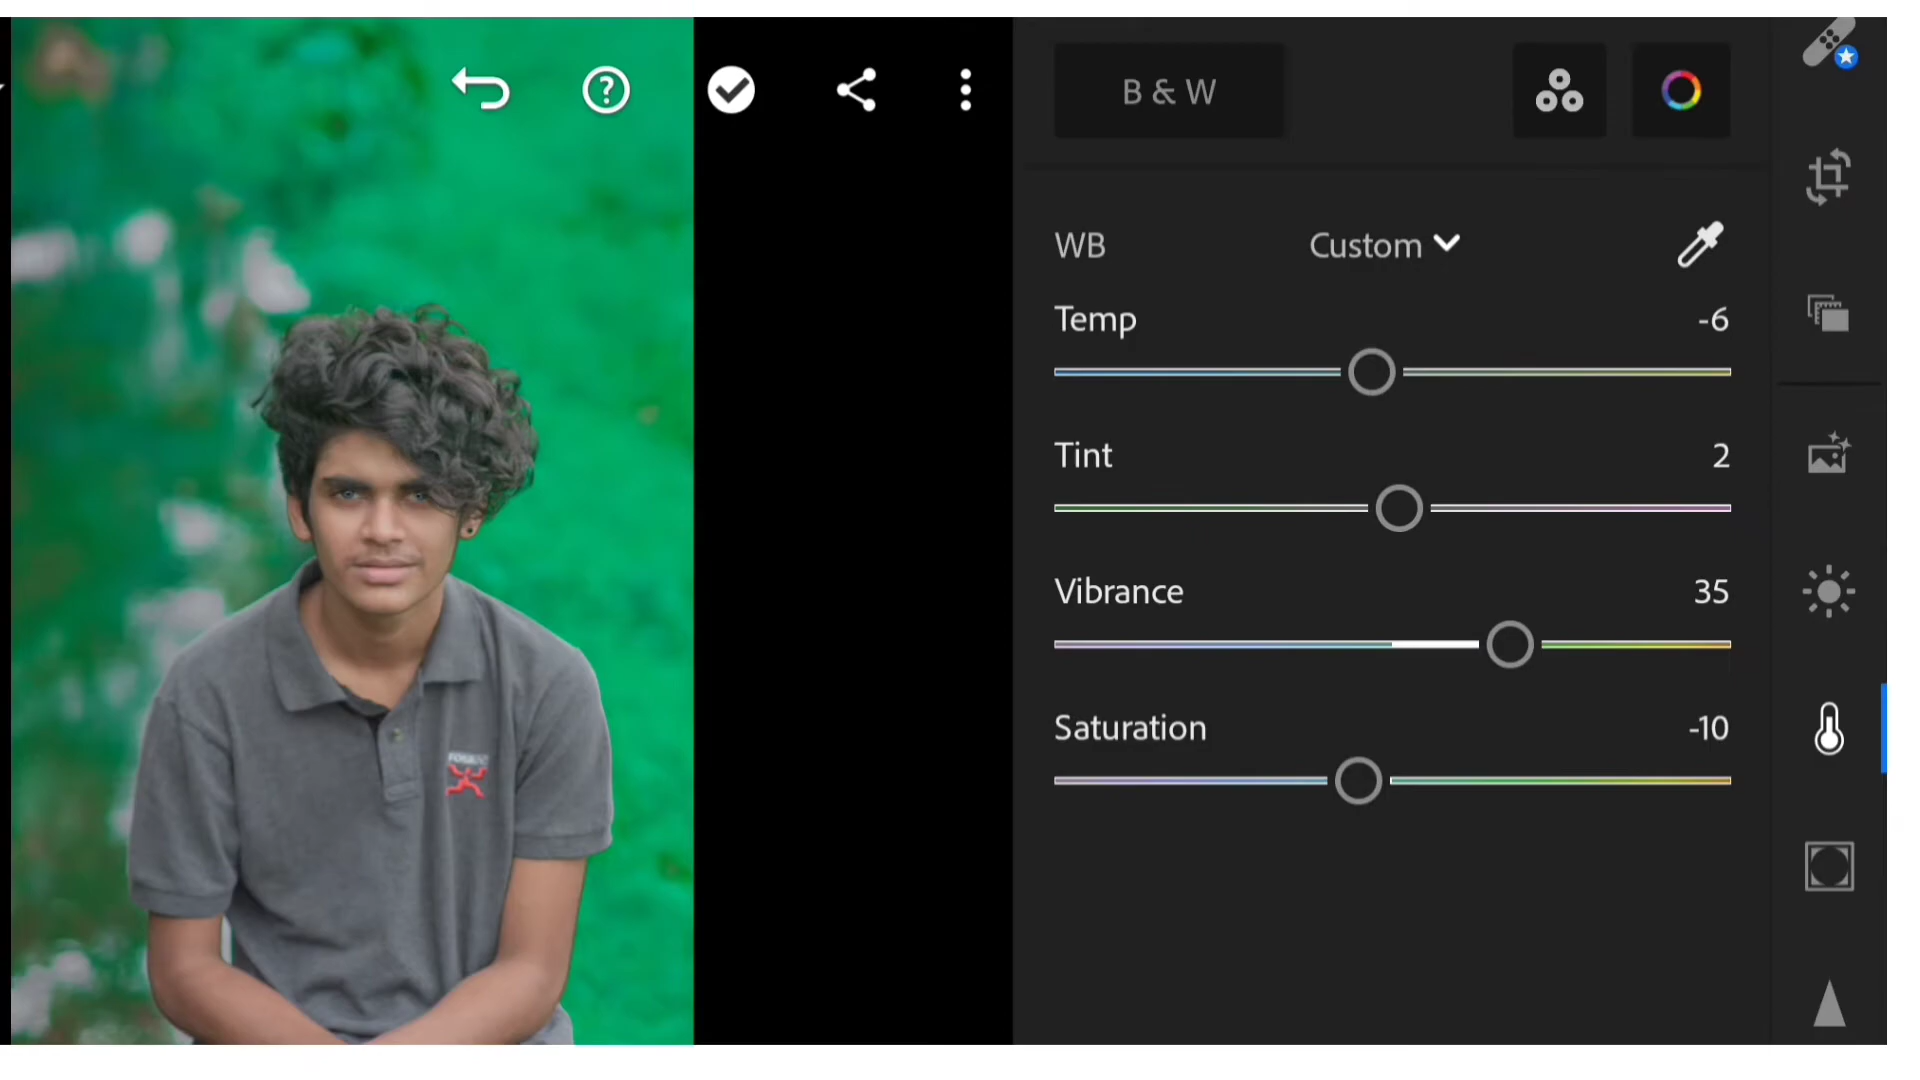 B & W
WB
Custom
Temp
-6
Tint
2
Vibrance
35
Saturation
-10